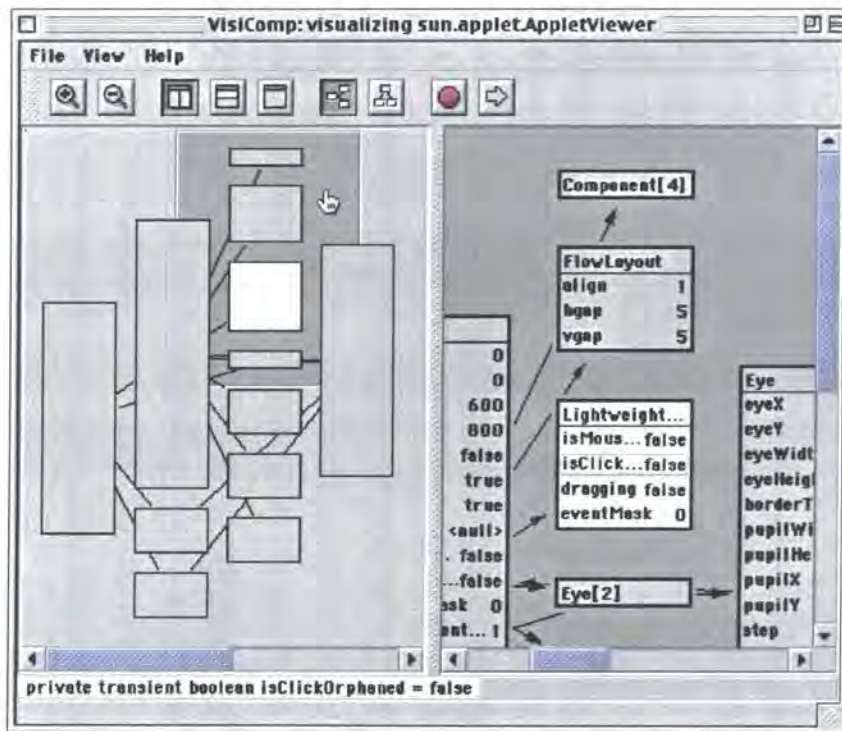 VisiComp: visualizing sun.applet.AppletViewer
File View Help
Component[4]
FlowLayout
align 1
hgap 5
vgap 5
0
0
600
800
false
true
true
<null>
. false
...false
ask 0
ent... 1
Lightweight...
isMous... false
isClick... false
dragging false
eventMask 0
Eye[2]
Eye
eyeX
eyeY
eyeWidt
eyeHeig
borderT
pupilWi
pupilHe
pupilX
pupilY
step
private transient boolean isClickOrphaned = false